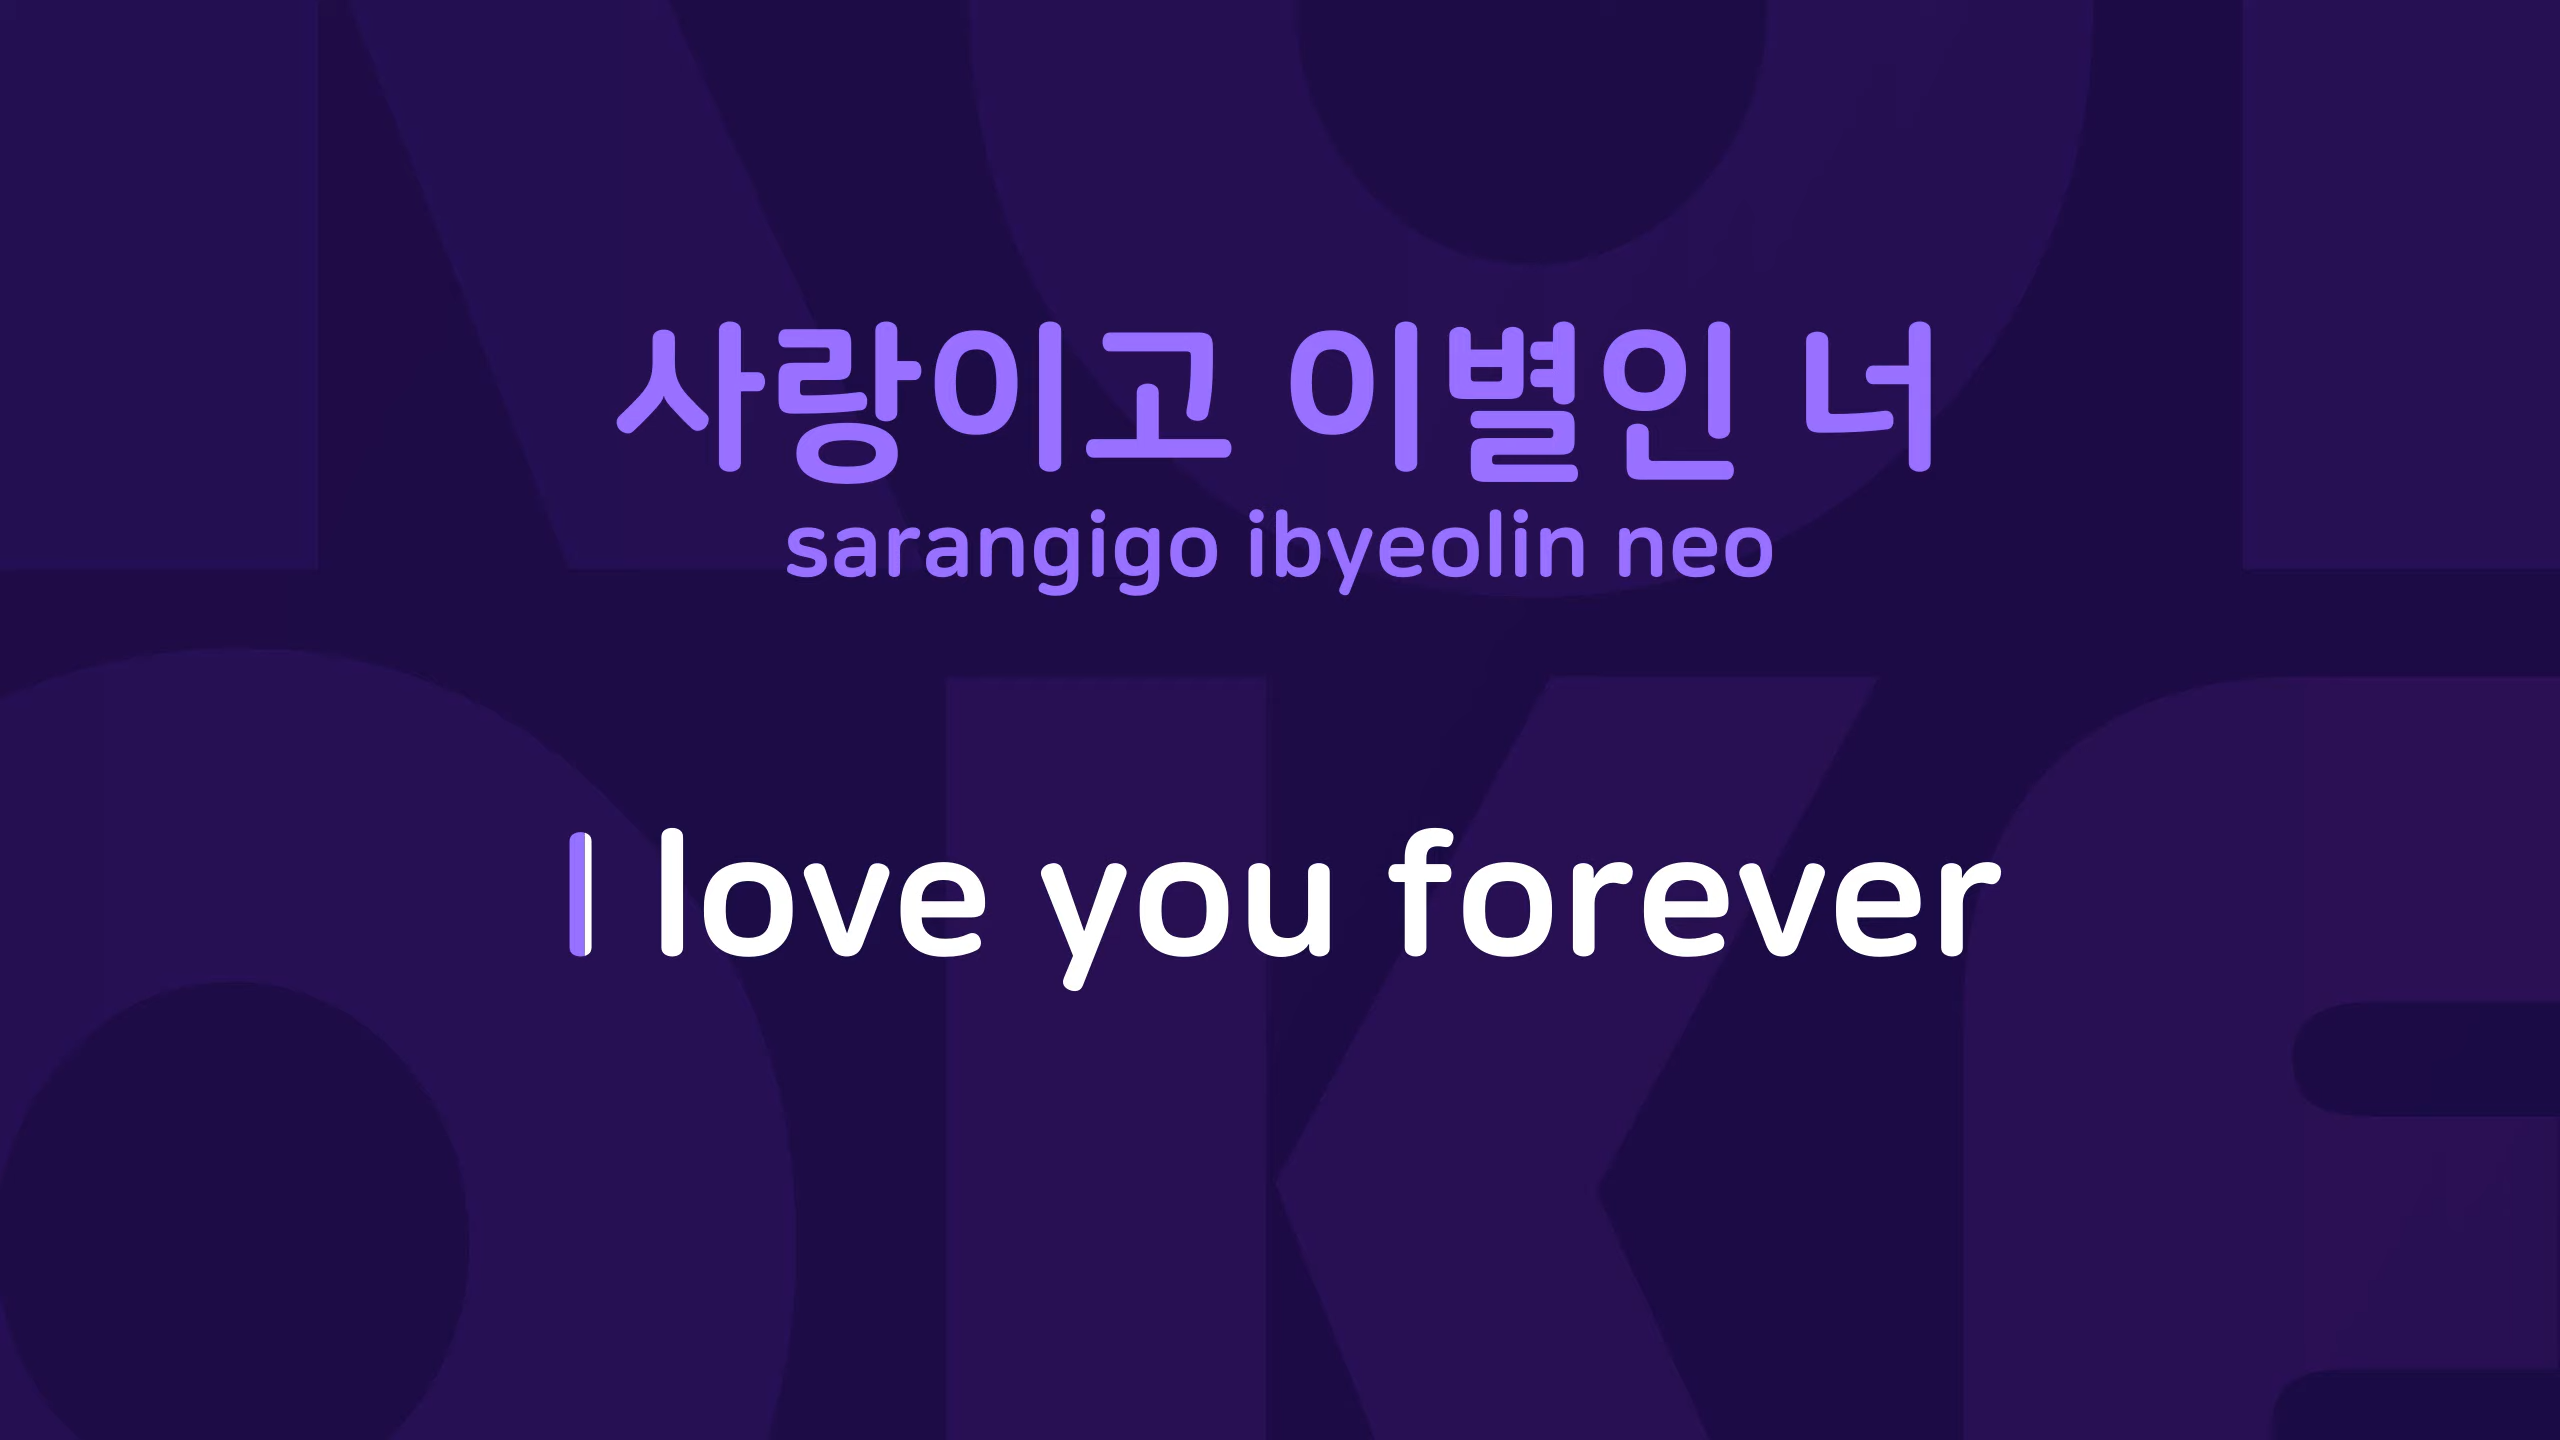 사랑이고 이별인 너
sarangigo ibyeolin neo
I love you forever